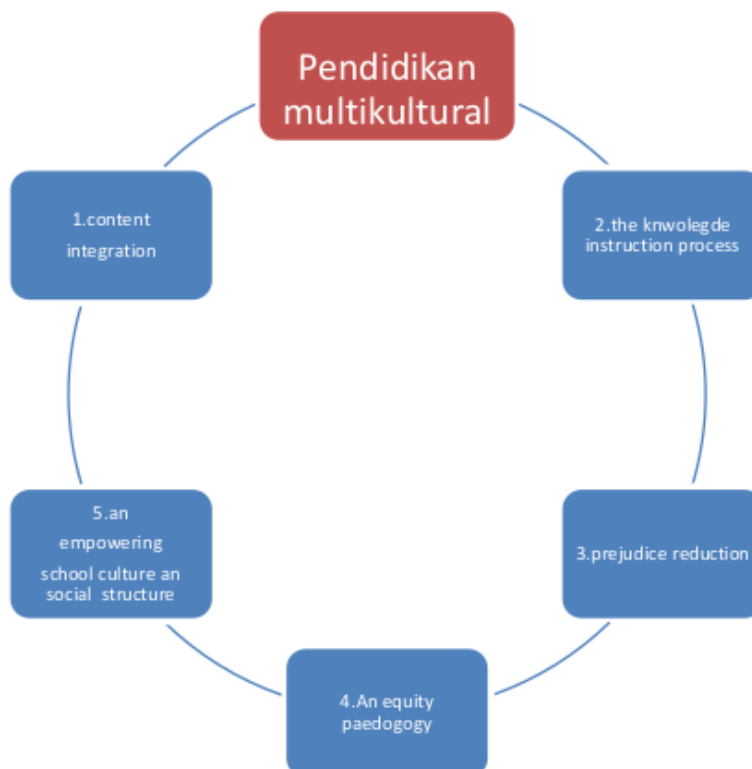 Pendidikan
multikultural
1.content
integration
2.the knwolegde
instruction process
3.prejudice reduction
4.An equity
paedogogy
5.an
empowering
school culture an
social structure